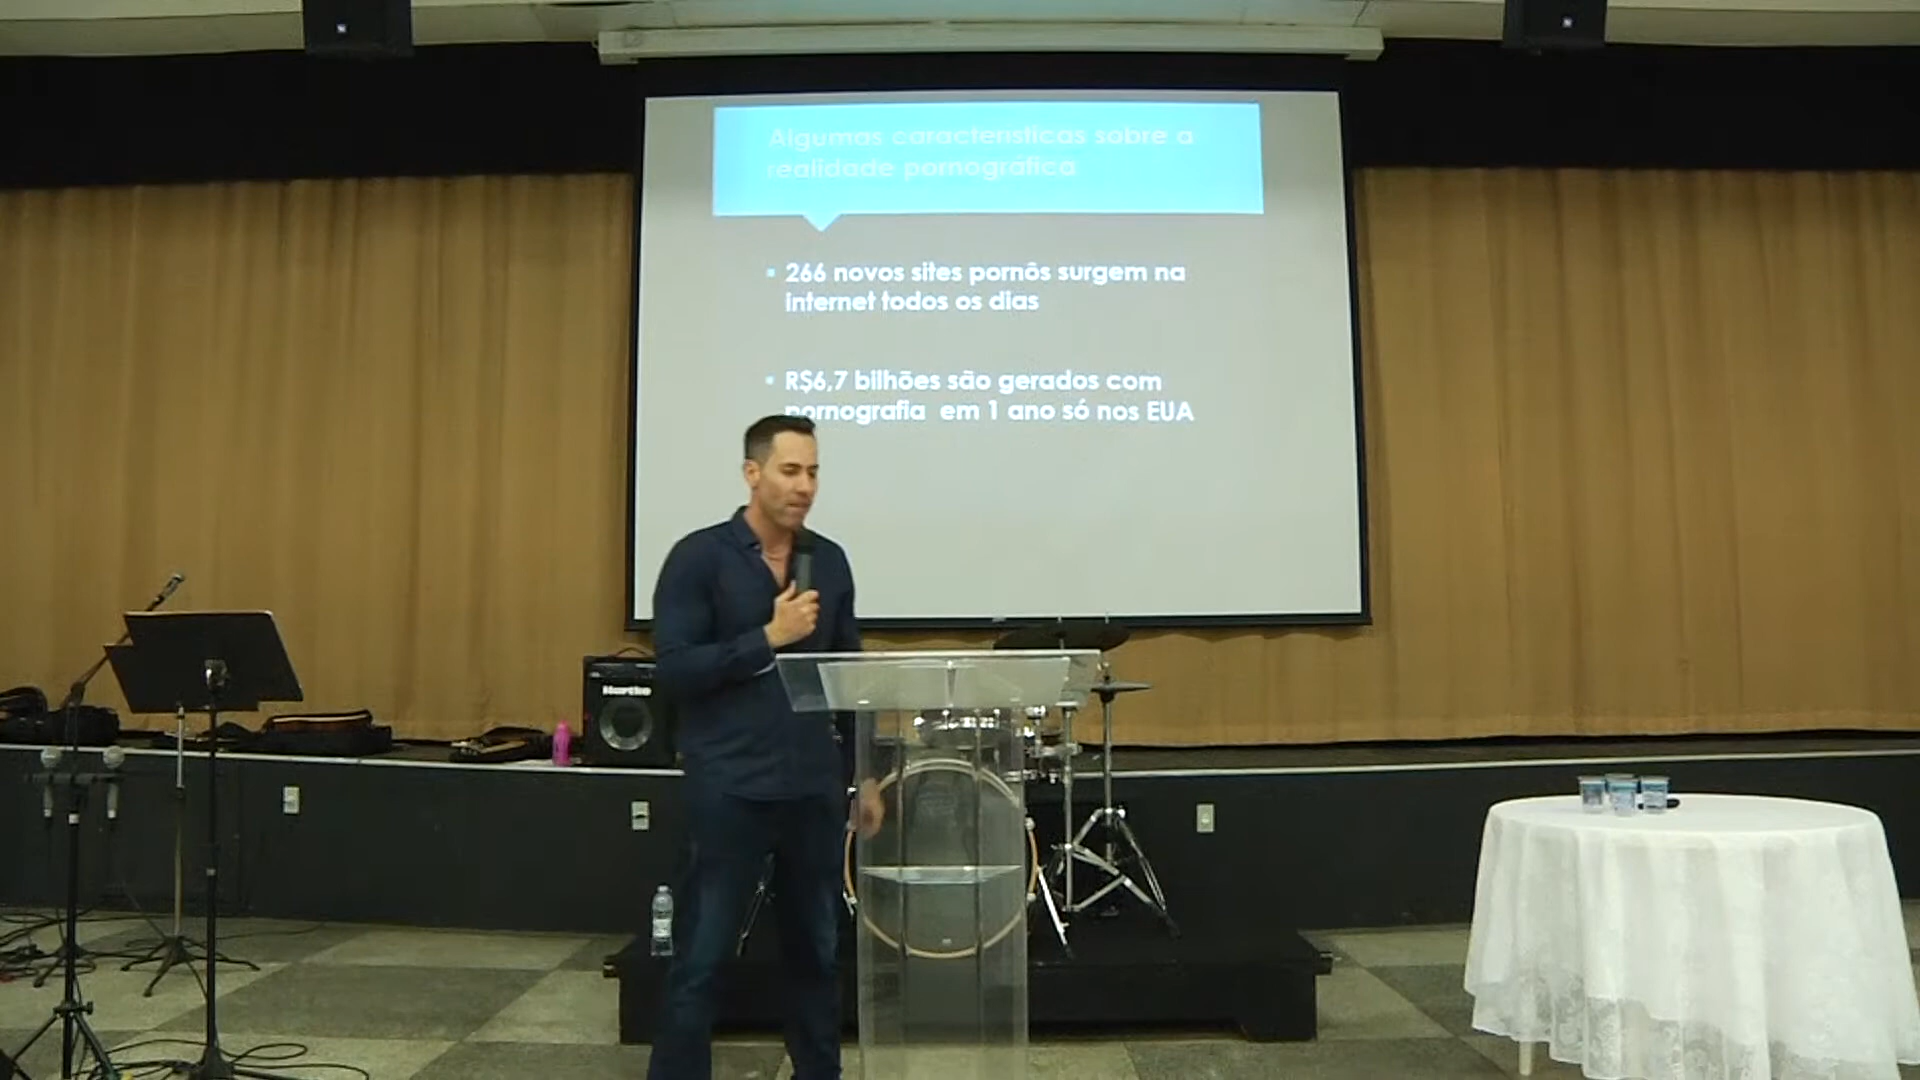 Algumas características sobre a
realidade pornográfica
266 novos sites pornôs surgem na
internet todos os dias
R$6,7 bilhões são gerados com
pornografia em 1 ano só nos EUA
Hartke